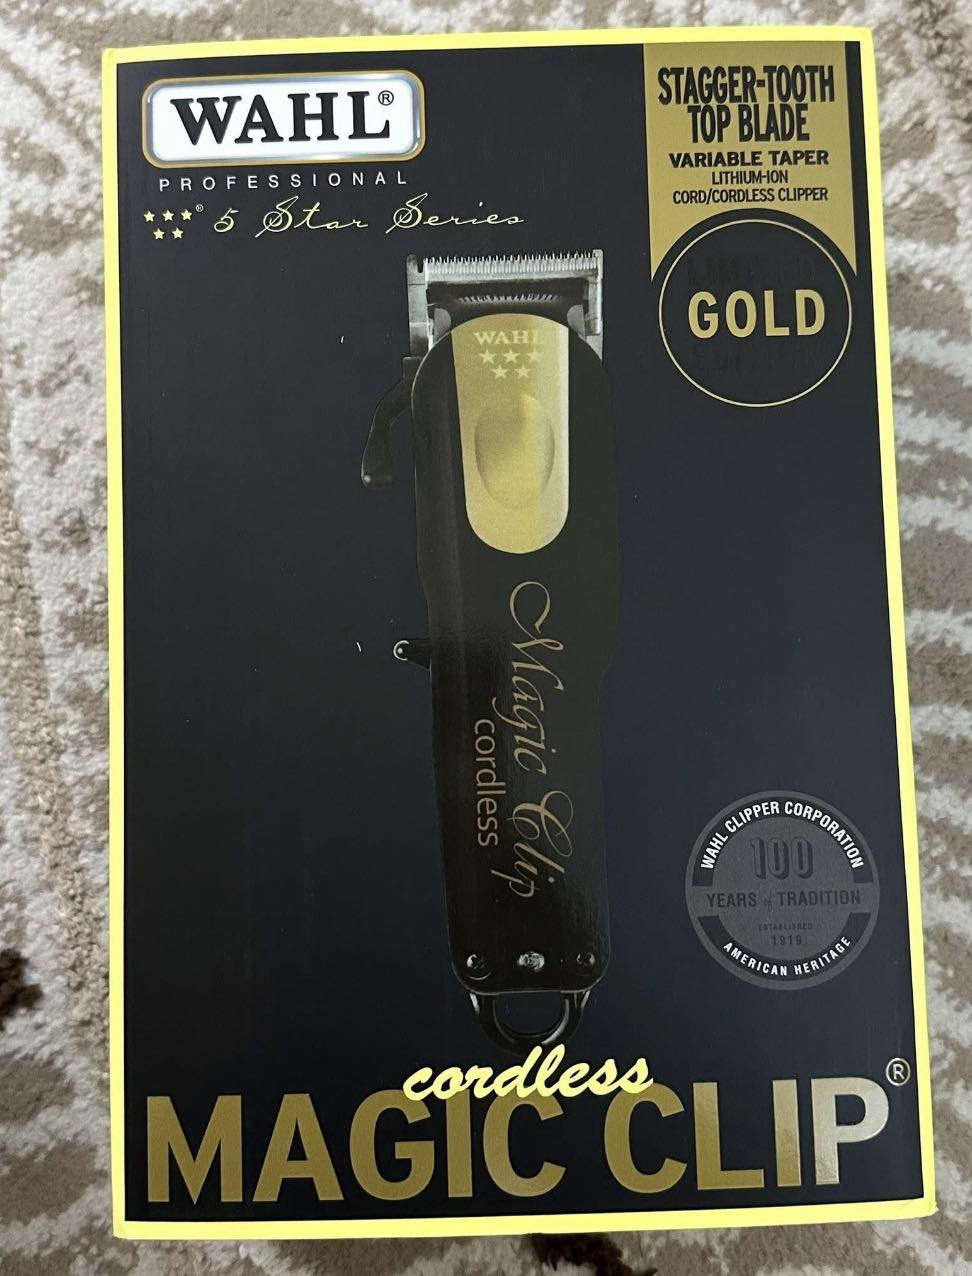 WAHL®
PROFESSIONAL
® 5 Star Series
STAGGER-TOOTH
TOP BLADE
VARIABLE TAPER
LITHIUM-ION
CORD/CORDLESS CLIPPER
GOLD
WAHL
Magic Clip
cordless
WAHL CLIPPER CORPORATION
100
YEARS of TRADITION
ESTABLISHED
1919
AMERICAN HERITAGE
cordless
MAGIC CLIP®